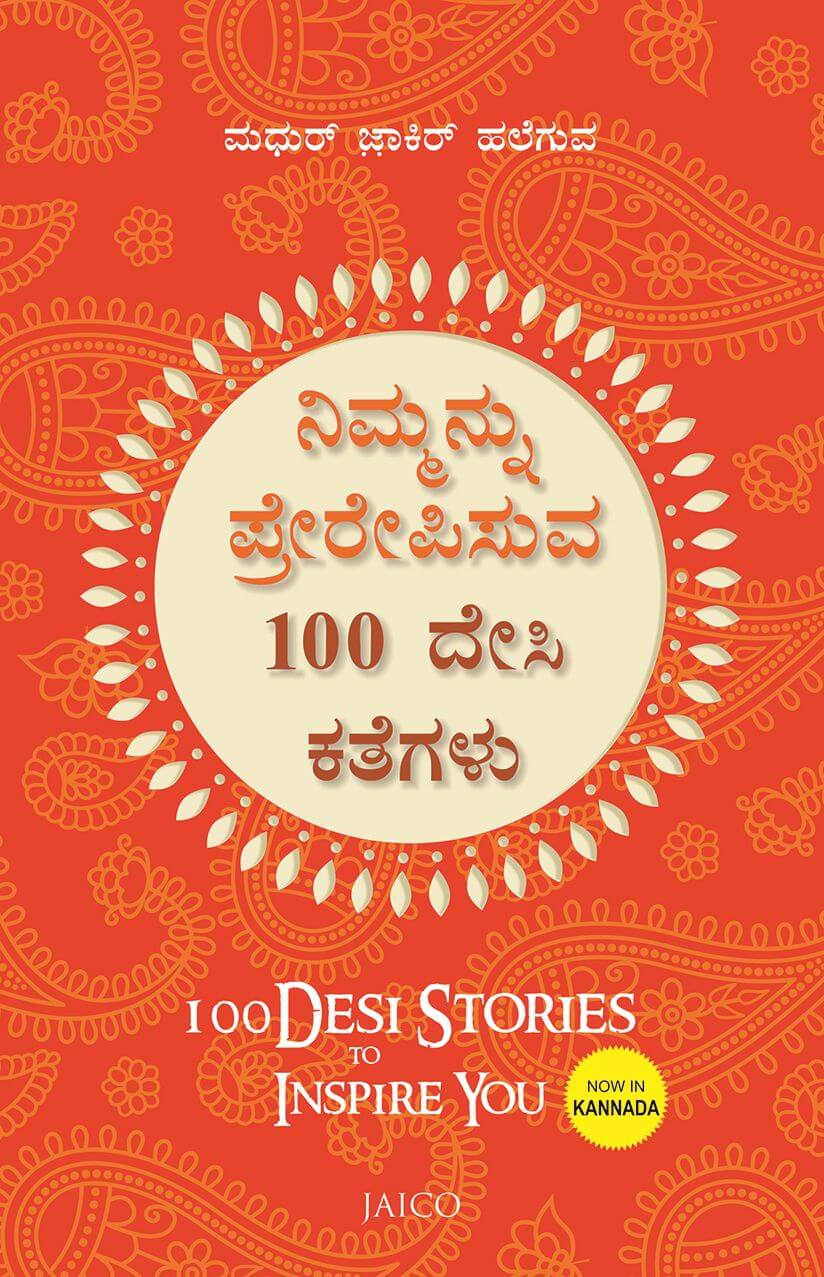 ಮಧುರ್ ಜ಼ಾಕಿರ್ ಹಲೆಗುವ
ನಿಮ್ಮನ್ನು
ಪ್ರೇರೇಪಿಸುವ
100 ದೇಸಿ
ಕತೆಗಳು
100 DESI STORIES
TO
INSPIRE YOU
NOW IN
KANNADA
JAICO